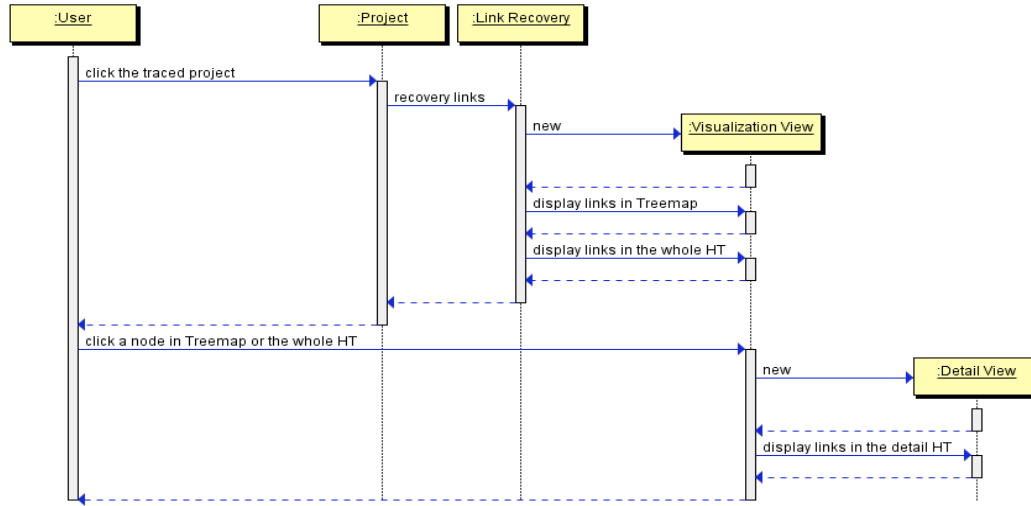 :User
:Project
:Link Recovery
click the traced project
recovery links
new
:Visualization View
display links in Treemap
display links in the whole HT
click a node in Treemap or the whole HT
new
:Detail View
display links in the detail HT